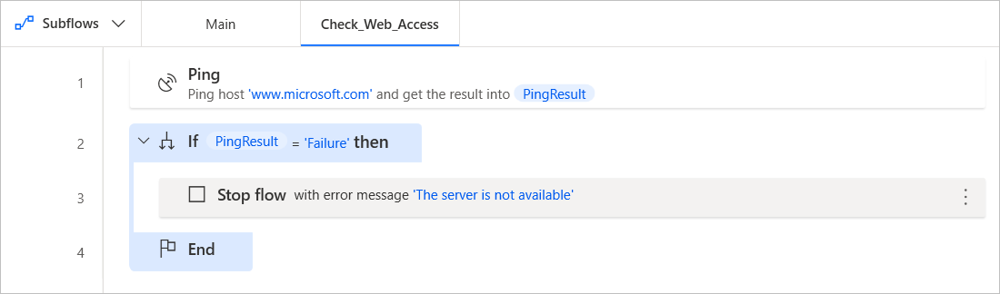 Subflows Main Check_Web_Access
1 Ping
Ping host 'www.microsoft.com' and get the result into PingResult
2 If PingResult = 'Failure' then
3 Stop flow with error message 'The server is not available'
4 End